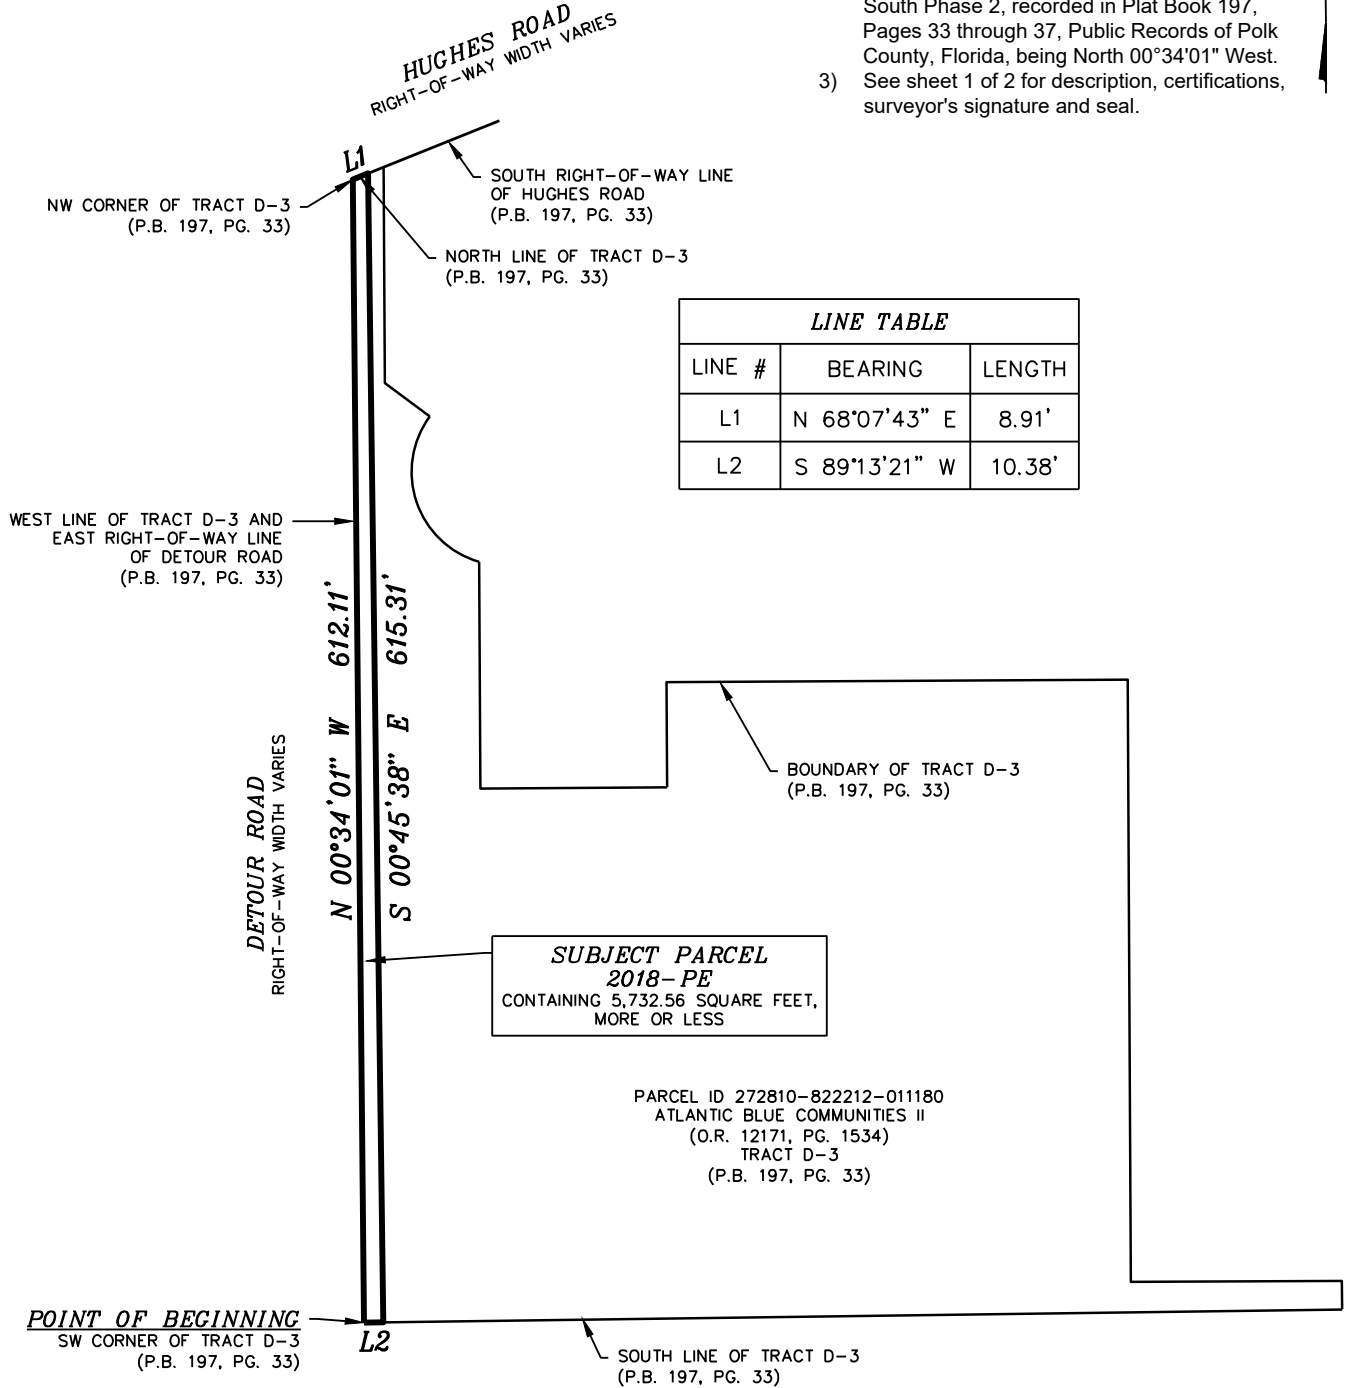 South Phase 2, recorded in Plat Book 197,
Pages 33 through 37, Public Records of Polk
County, Florida, being North 00°34'01" West.
3) See sheet 1 of 2 for description, certifications,
surveyor's signature and seal.
HUGHES ROAD
RIGHT-OF-WAY WIDTH VARIES
L1
SOUTH RIGHT-OF-WAY LINE
OF HUGHES ROAD
(P.B. 197, PG. 33)
NW CORNER OF TRACT D-3
(P.B. 197, PG. 33)
NORTH LINE OF TRACT D-3
(P.B. 197, PG. 33)
LINE TABLE
LINE # BEARING LENGTH
L1 N 68°07'43" E 8.91'
L2 S 89°13'21" W 10.38'
WEST LINE OF TRACT D-3 AND
EAST RIGHT-OF-WAY LINE
OF DETOUR ROAD
(P.B. 197, PG. 33)
N 00°34'01" W 612.11'
S 00°45'38" E 615.31'
DETOUR ROAD
RIGHT-OF-WAY WIDTH VARIES
BOUNDARY OF TRACT D-3
(P.B. 197, PG. 33)
SUBJECT PARCEL
2018-PE
CONTAINING 5,732.56 SQUARE FEET,
MORE OR LESS
PARCEL ID 272810-822212-011180
ATLANTIC BLUE COMMUNITIES II
(O.R. 12171, PG. 1534)
TRACT D-3
(P.B. 197, PG. 33)
POINT OF BEGINNING
SW CORNER OF TRACT D-3
(P.B. 197, PG. 33)
L2
SOUTH LINE OF TRACT D-3
(P.B. 197, PG. 33)